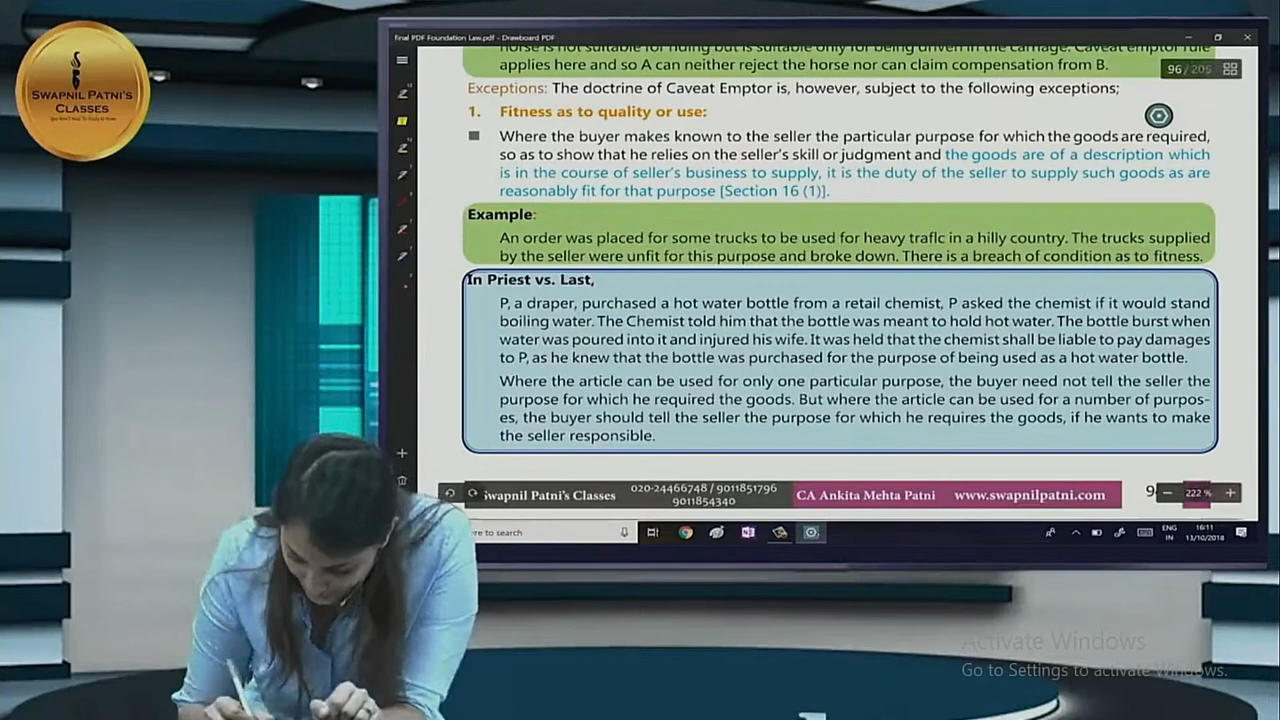 SWAPNIL PATNI'S
CLASSES
Final PDF Foundation Law.pdf - Drawboard PDF
horse is not suitable for riding but is suitable only for being driven in the carriage. Caveat emptor rule
applies here and so A can neither reject the horse nor can claim compensation from B.
96 / 205
Exceptions: The doctrine of Caveat Emptor is, however, subject to the following exceptions;
1. Fitness as to quality or use:
Where the buyer makes known to the seller the particular purpose for which the goods are required,
so as to show that he relies on the seller's skill or judgment and the goods are of a description which
is in the course of seller's business to supply, it is the duty of the seller to supply such goods as are
reasonably fit for that purpose [Section 16 (1)].
Example:
An order was placed for some trucks to be used for heavy trafic in a hilly country. The trucks supplied
by the seller were unfit for this purpose and broke down. There is a breach of condition as to fitness.
In Priest vs. Last,
P, a draper, purchased a hot water bottle from a retail chemist, P asked the chemist if it would stand
boiling water. The Chemist told him that the bottle was meant to hold hot water. The bottle burst when
water was poured into it and injured his wife. It was held that the chemist shall be liable to pay damages
to P, as he knew that the bottle was purchased for the purpose of being used as a hot water bottle.
Where the article can be used for only one particular purpose, the buyer need not tell the seller the
purpose for which he required the goods. But where the article can be used for a number of purpos-
es, the buyer should tell the seller the purpose for which he requires the goods, if he wants to make
the seller responsible.
Swapnil Patni's Classes 020-24466748 / 9011851796 CA Ankita Mehta Patni www.swapnilpatni.com
9011854340
222 %
re to search
ENG 16:11
IN 13/10/2018
Activate Windows
Go to Settings to activate Windows.